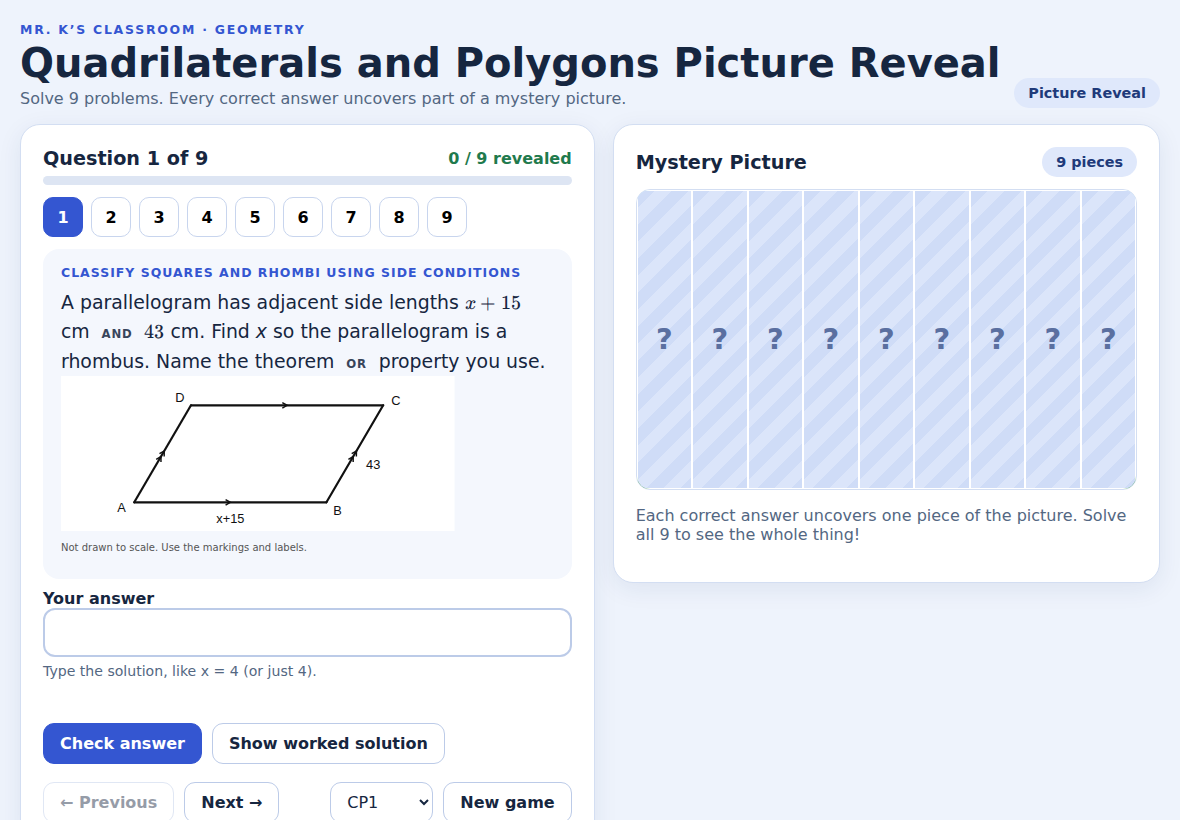 MR. K’S CLASSROOM · GEOMETRY
Quadrilaterals and Polygons Picture Reveal
Solve 9 problems. Every correct answer uncovers part of a mystery picture.
Picture Reveal
Question 1 of 9
0 / 9 revealed
1 2 3 4 5 6 7 8 9
CLASSIFY SQUARES AND RHOMBI USING SIDE CONDITIONS
A parallelogram has adjacent side lengths x + 15
cm AND 43 cm. Find x so the parallelogram is a
rhombus. Name the theorem OR property you use.
D
C
43
A
B
x+15
Not drawn to scale. Use the markings and labels.
Your answer
Type the solution, like x = 4 (or just 4).
Check answer
Show worked solution
← Previous
Next →
CP1
New game
Mystery Picture
9 pieces
? ? ? ? ? ? ? ? ?
Each correct answer uncovers one piece of the picture. Solve
all 9 to see the whole thing!